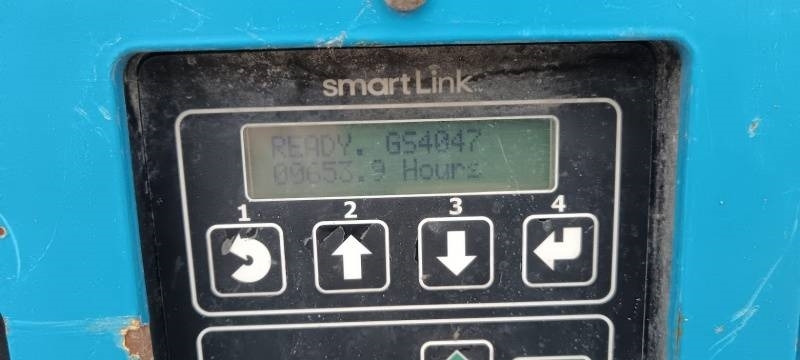 smartLink
READY. GS4047
00653.9 Hours
1 2 3 4